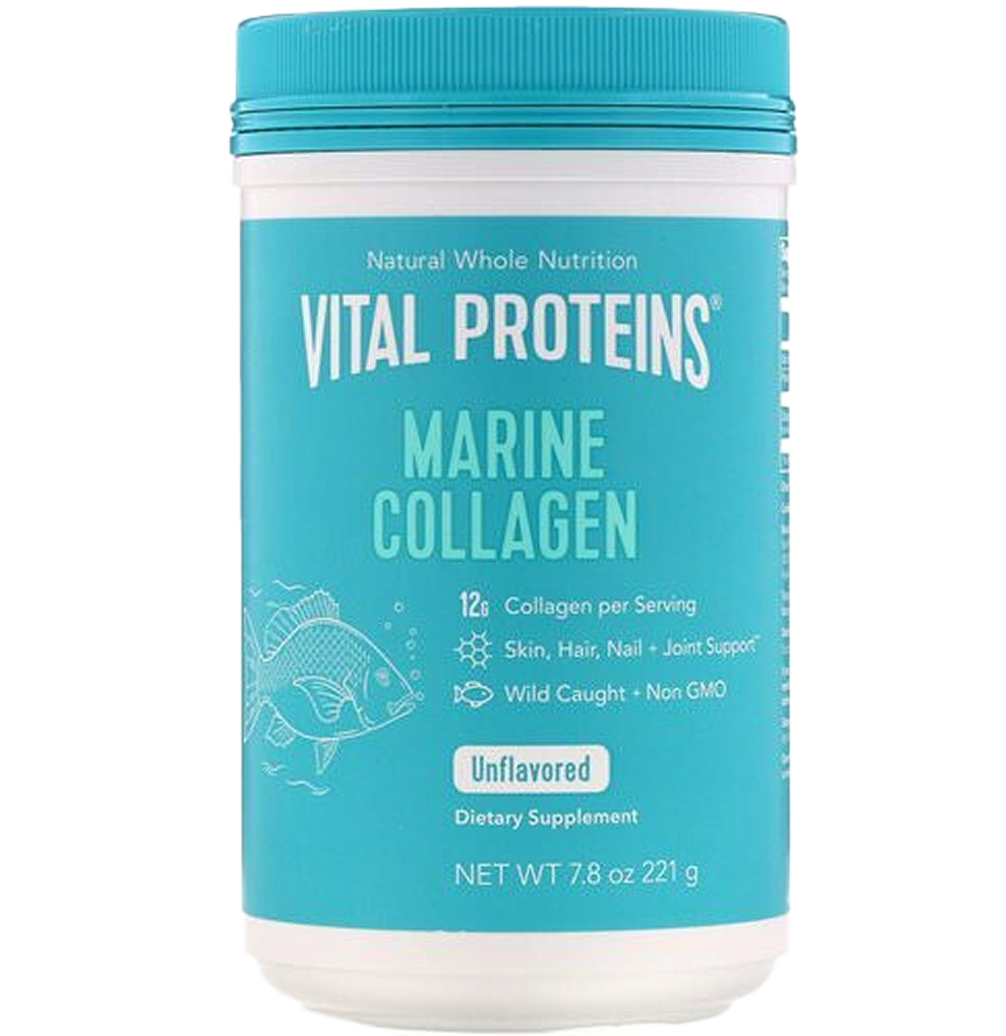 Natural Whole Nutrition
VITAL PROTEINS®
MARINE
COLLAGEN
12G Collagen per Serving
Skin, Hair, Nail + Joint Support™
Wild Caught + Non GMO
Unflavored
Dietary Supplement
NET WT 7.8 oz 221 g